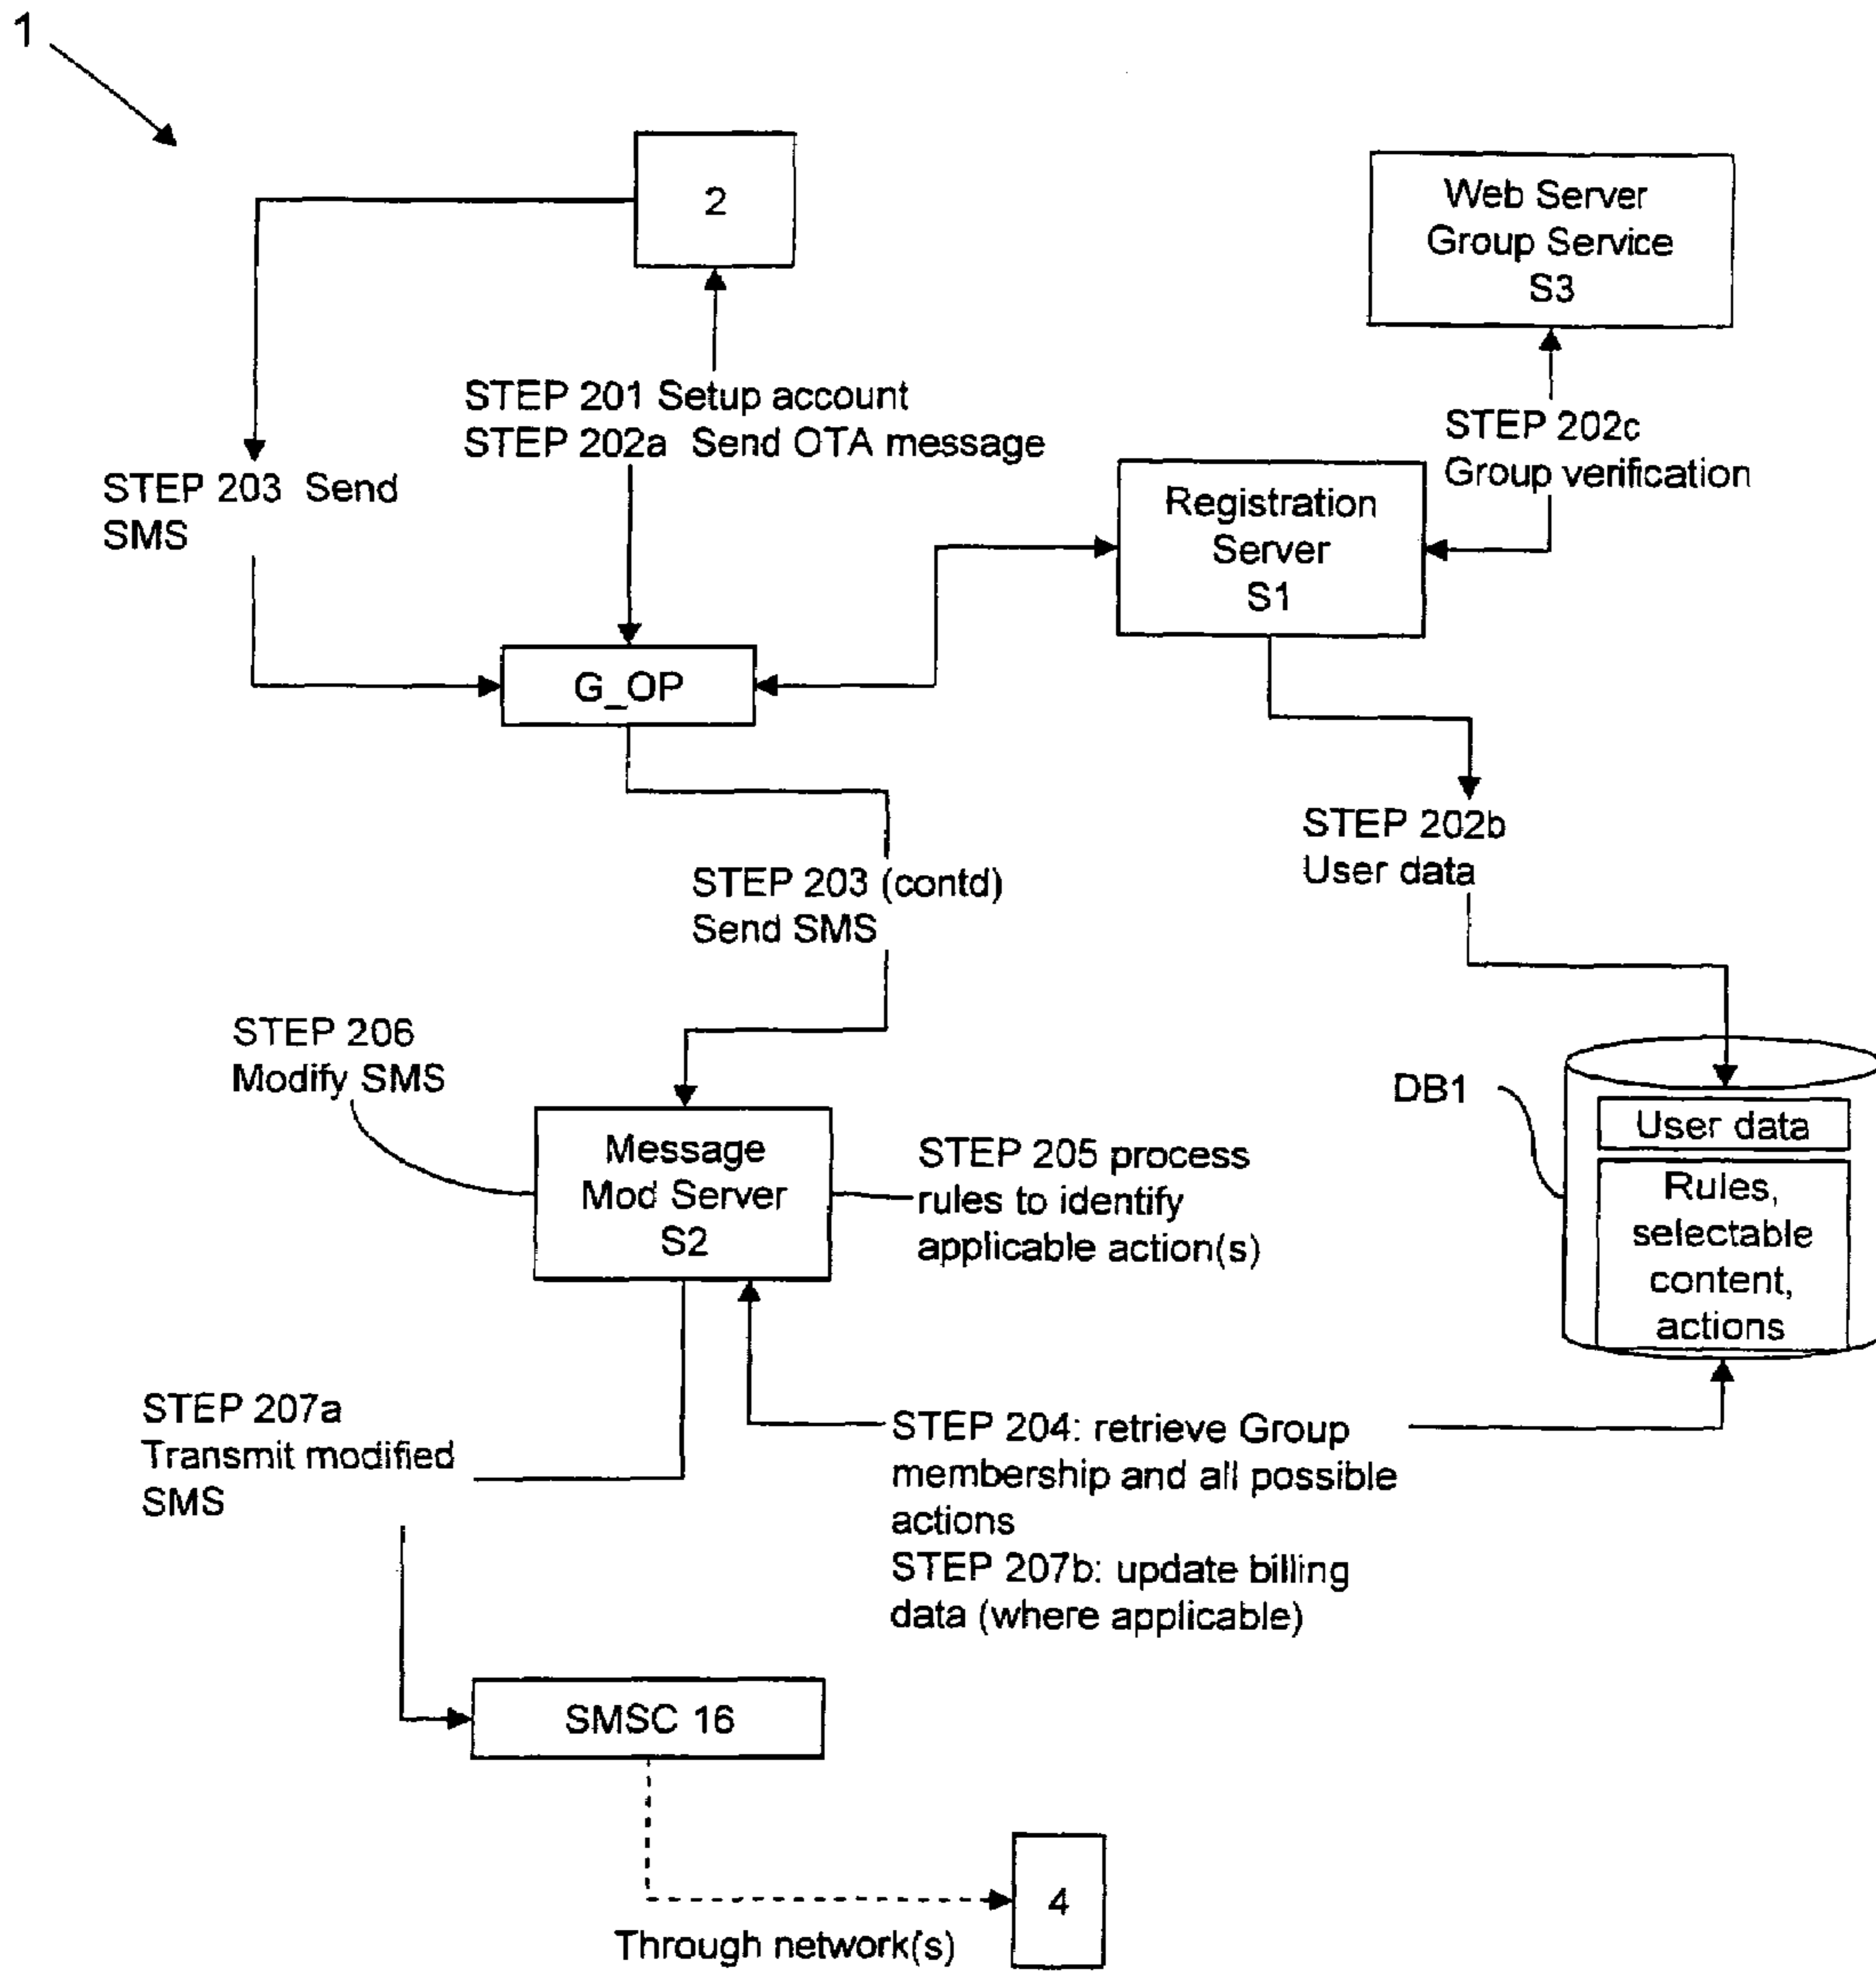 1
2
Web Server
Group Service
S3
STEP 201 Setup account
STEP 202a Send OTA message
STEP 202c
Group verification
STEP 203 Send
SMS
Registration
Server
S1
G_OP
STEP 202b
User data
STEP 203 (contd)
Send SMS
STEP 206
Modify SMS
DB1
User data
Rules,
selectable
content,
actions
Message
Mod Server
S2
STEP 205 process
rules to identify
applicable action(s)
STEP 207a
Transmit modified
SMS
STEP 204: retrieve Group
membership and all possible
actions
STEP 207b: update billing
data (where applicable)
SMSC 16
4
Through network(s)